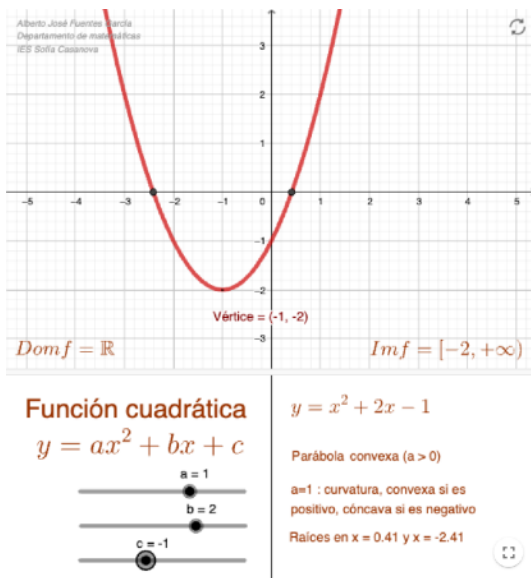 Alberto José Fuentes García
Departamento de matemáticas
IES Sofía Casanova
3
2
1
-5 -4 -3 -2 -1 0 1 2 3 4 5
-1
-2
Vértice = (-1, -2)
-3
Dom f = ℝ
Im f = [-2, +∞)
Función cuadrática
y = ax² + bx + c
a = 1
b = 2
c = -1
y = x² + 2x − 1
Parábola convexa (a > 0)
a=1 : curvatura, convexa si es
positivo, cóncava si es negativo
Raíces en x = 0.41 y x = -2.41